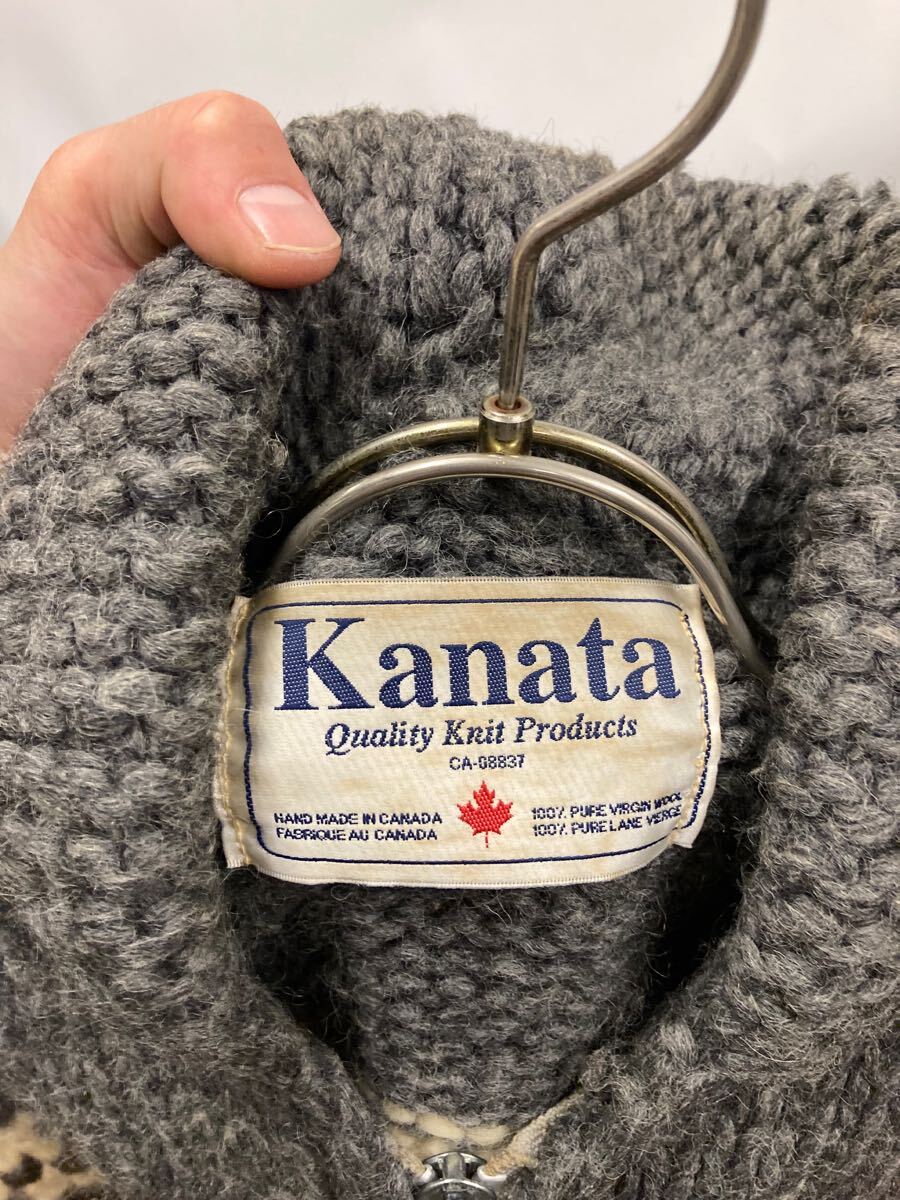 Kanata
Quality Knit Products
CA-08837
HAND MADE IN CANADA
FABRIQUE AU CANADA
100% PURE VIRGIN WOOL
100% PURE LANE VIERGE